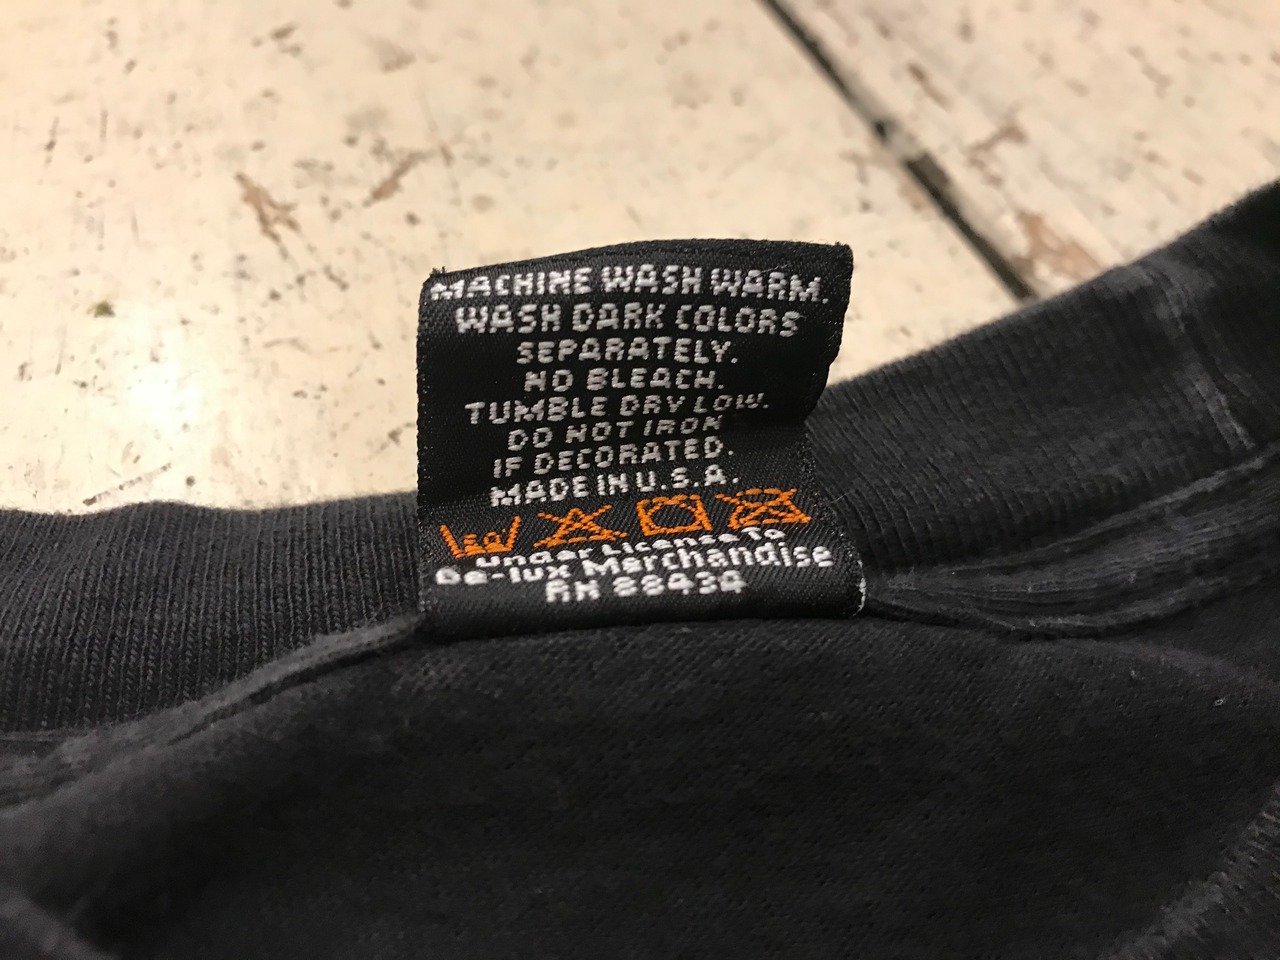 MACHINE WASH WARM.
WASH DARK COLORS
SEPARATELY.
NO BLEACH.
TUMBLE DRY LOW.
DO NOT IRON
IF DECORATED.
MADE IN U.S.A.
Under License To
De-lux Merchandise
RN 88434